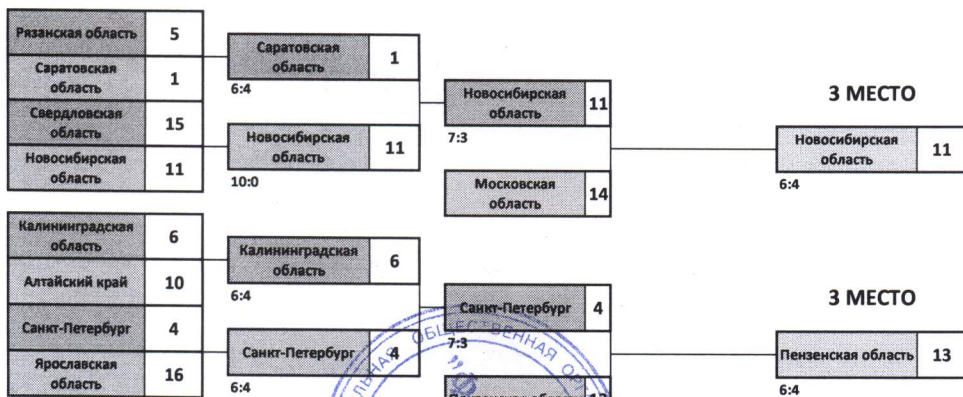 Рязанская область 5
Саратовская область 1
Свердловская область 15
Новосибирская область 11
Саратовская область 1
6:4
Новосибирская область 11
10:0
Новосибирская область 11
7:3
Московская область 14
3 МЕСТО
Новосибирская область 11
6:4
Калининградская область 6
Алтайский край 10
Санкт-Петербург 4
Ярославская область 16
Калининградская область 6
6:4
Санкт-Петербург 4
6:4
Санкт-Петербург 4
7:3
3 МЕСТО
Пензенская область 13
6:4
ОБЩЕСТВЕННАЯ